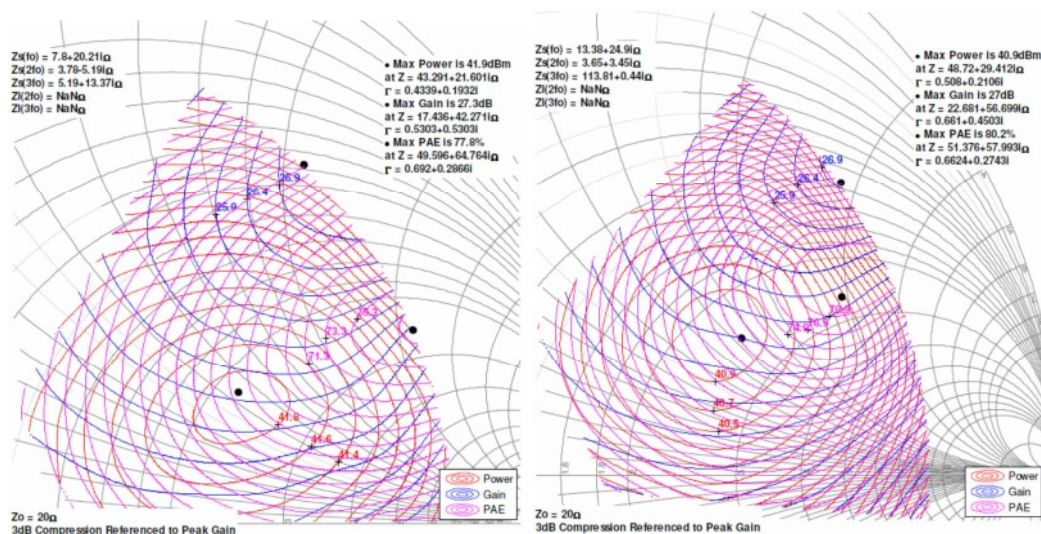 Zs(fo) = 7.8+20.21iΩ
Zs(2fo) = 3.78-5.19iΩ
Zs(3fo) = 5.19+13.37iΩ
Zl(2fo) = NaNΩ
Zl(3fo) = NaNΩ
● Max Power is 41.9dBm
at Z = 43.291+21.601iΩ
Γ = 0.4339+0.1932i
● Max Gain is 27.3dB
at Z = 17.436+42.271iΩ
Γ = 0.5303+0.5303i
● Max PAE is 77.8%
at Z = 49.596+64.764iΩ
Γ = 0.692+0.2866i
26.9
26.4
25.9
73.3
71.3
41.8
41.6
41.4
Power
Gain
PAE
Zo = 20Ω
3dB Compression Referenced to Peak Gain
Zs(fo) = 13.38+24.9iΩ
Zs(2fo) = 3.65+3.45iΩ
Zs(3fo) = 113.81+0.44iΩ
Zl(2fo) = NaNΩ
Zl(3fo) = NaNΩ
● Max Power is 40.9dBm
at Z = 48.72+29.412iΩ
Γ = 0.508+0.2106i
● Max Gain is 27dB
at Z = 22.681+56.699iΩ
Γ = 0.661+0.4503i
● Max PAE is 80.2%
at Z = 51.376+57.993iΩ
Γ = 0.6624+0.2743i
26.9
26.4
25.9
40.9
40.7
40.5
1.6
Power
Gain
PAE
Zo = 20Ω
3dB Compression Referenced to Peak Gain